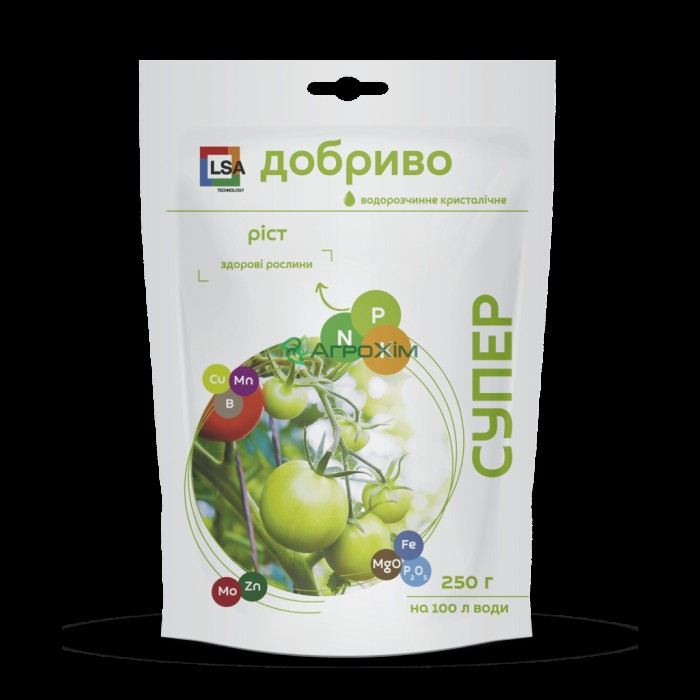 LSA
TECHNOLOGY
добриво
водорозчинне кристалічне
ріст
здорові рослини
P
N
K
АгроХім
Cu
Mn
B
СУПЕР
Fe
MgO
P2O5
Mo
Zn
250 г
на 100 л води